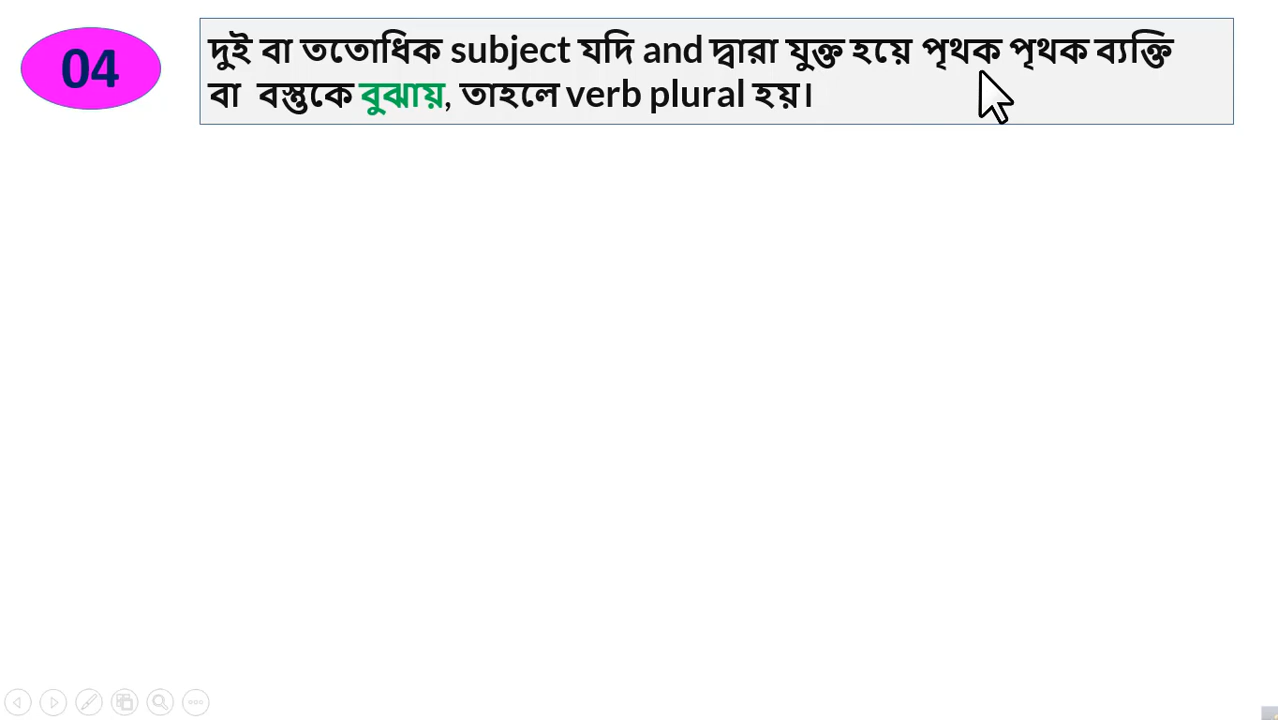 04
দুই বা ততোধিক subject যদি and দ্বারা যুক্ত হয়ে পৃথক পৃথক ব্যক্তি
বা বস্তুকে বুঝায়, তাহলে verb plural হয়।